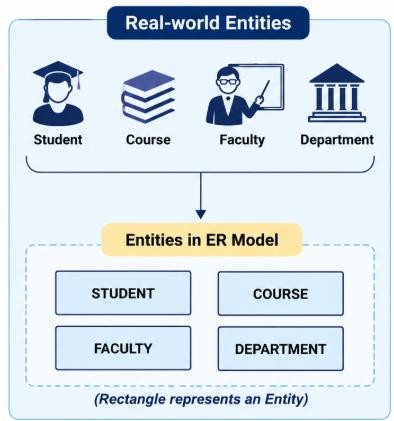 Real-world Entities
Student Course Faculty Department
Entities in ER Model
STUDENT COURSE
FACULTY DEPARTMENT
(Rectangle represents an Entity)